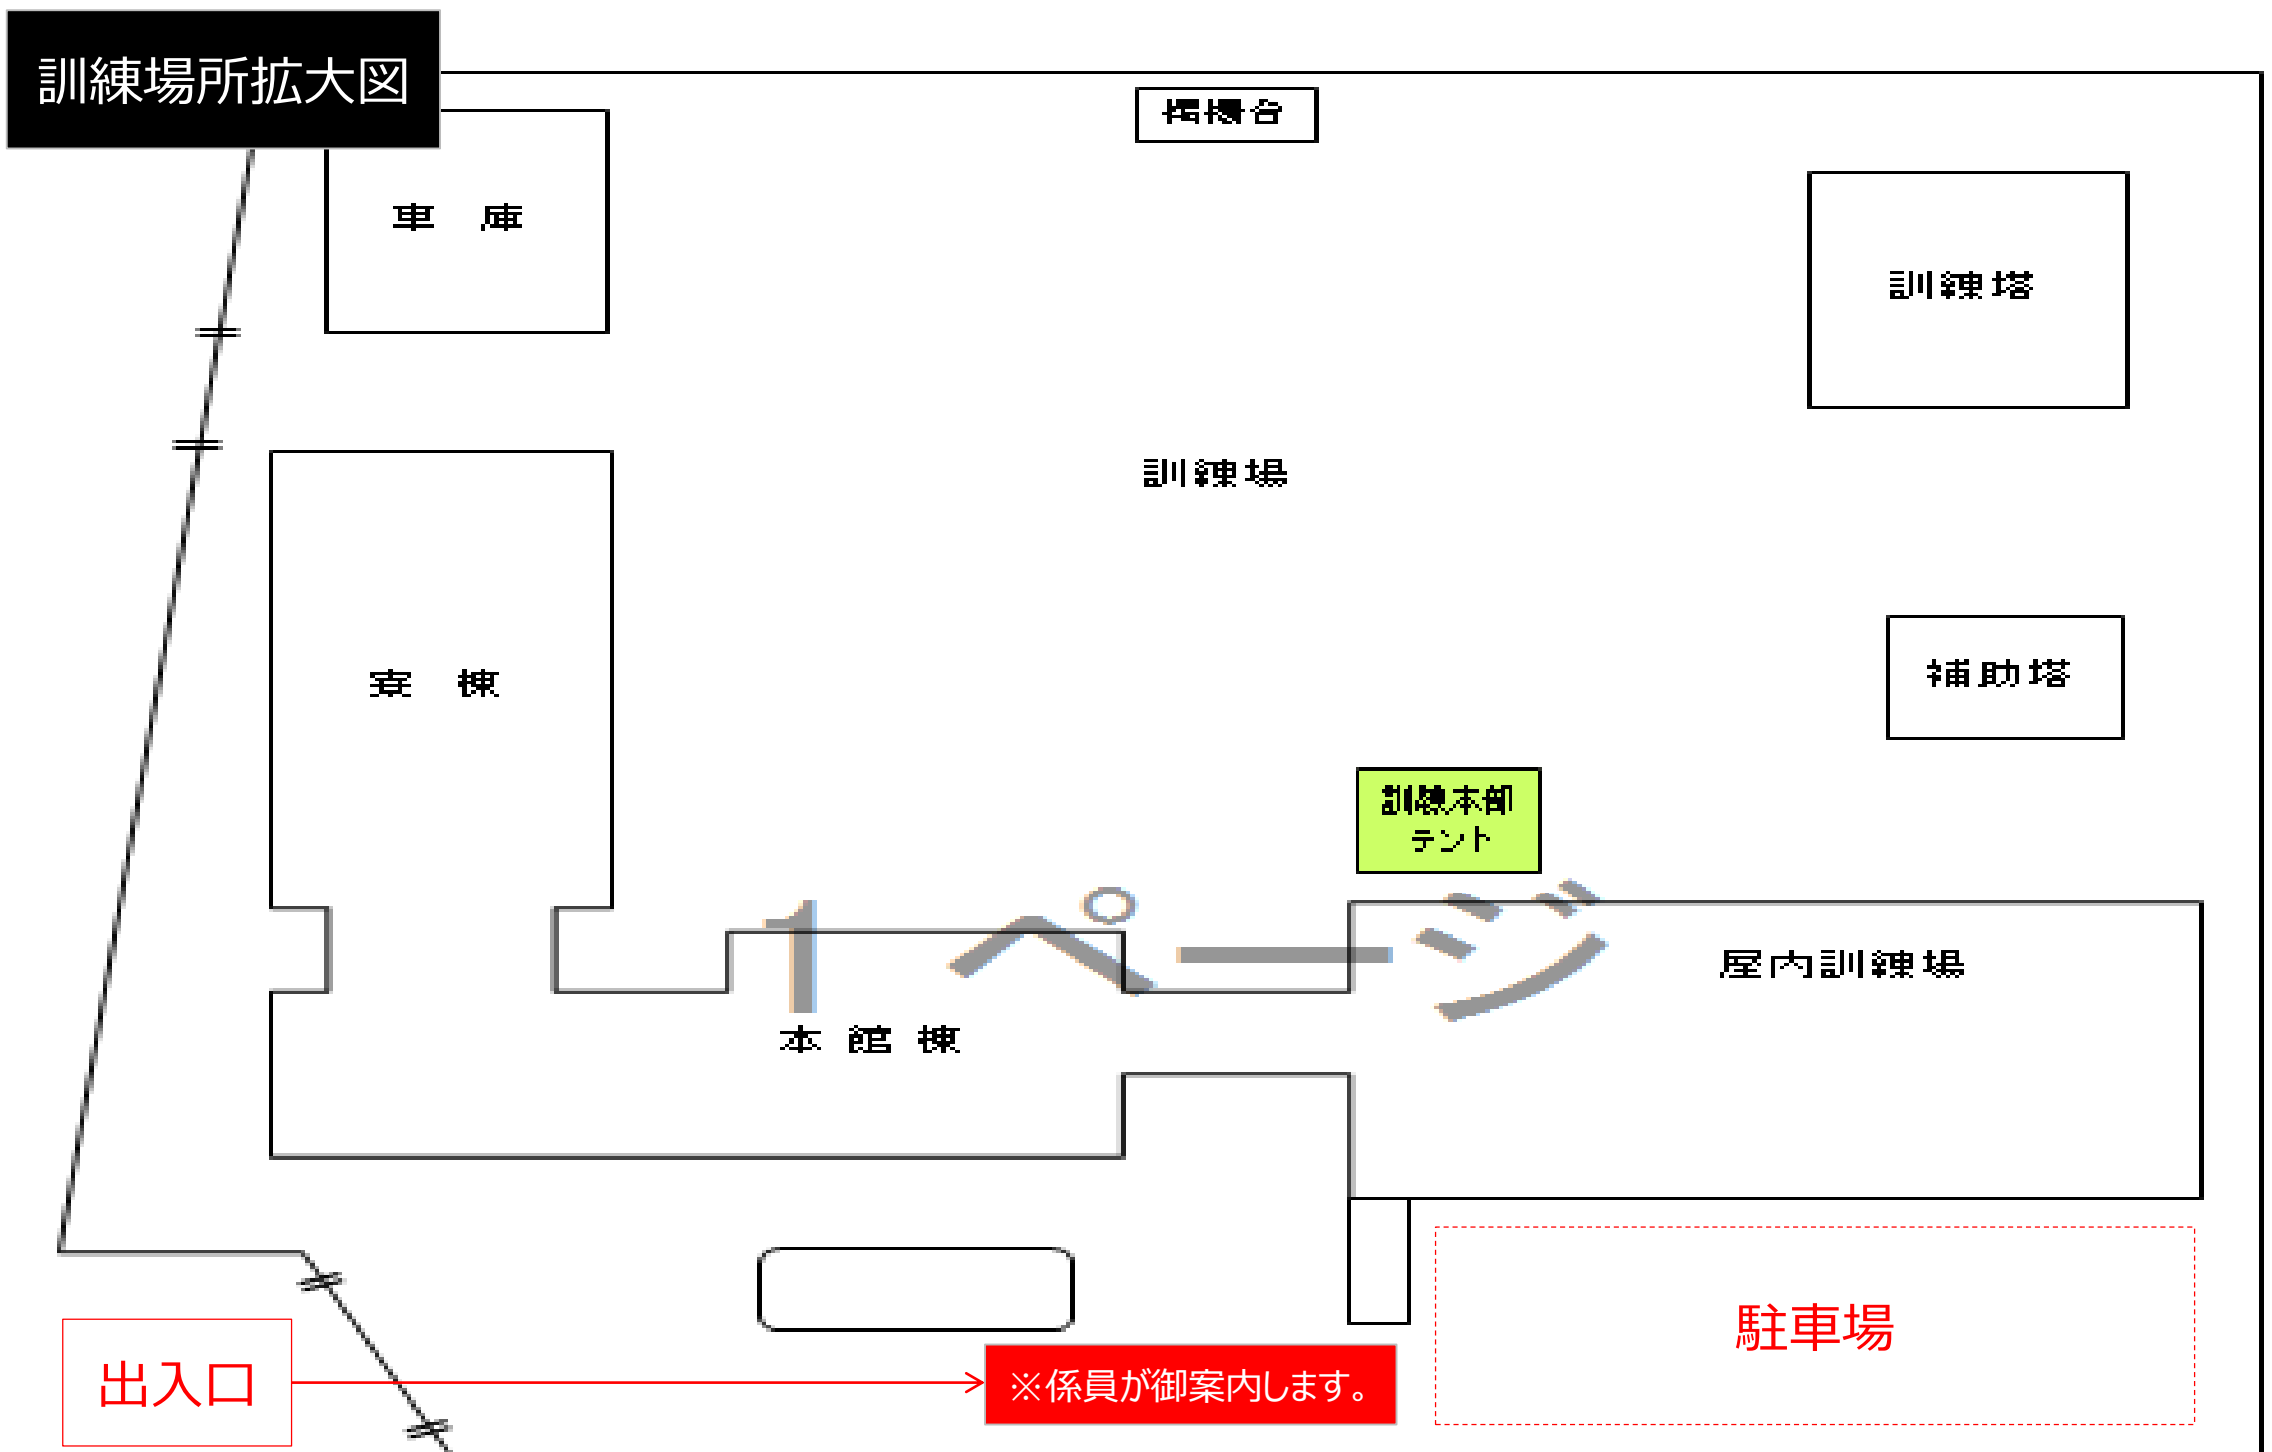 訓練場所拡大図
指揮台
車 庫
訓練塔
訓練場
寮 棟
補助塔
訓練本部
テント
1 ページ
屋内訓練場
本 館 棟
駐車場
出入口
※係員が御案内します。